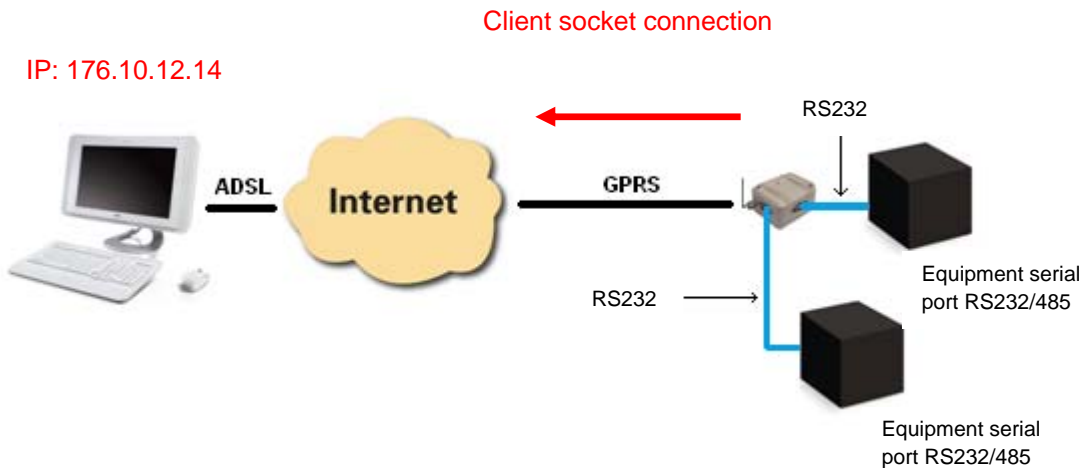 Client socket connection
IP: 176.10.12.14
RS232
ADSL
Internet
GPRS
Equipment serial
port RS232/485
RS232
Equipment serial
port RS232/485